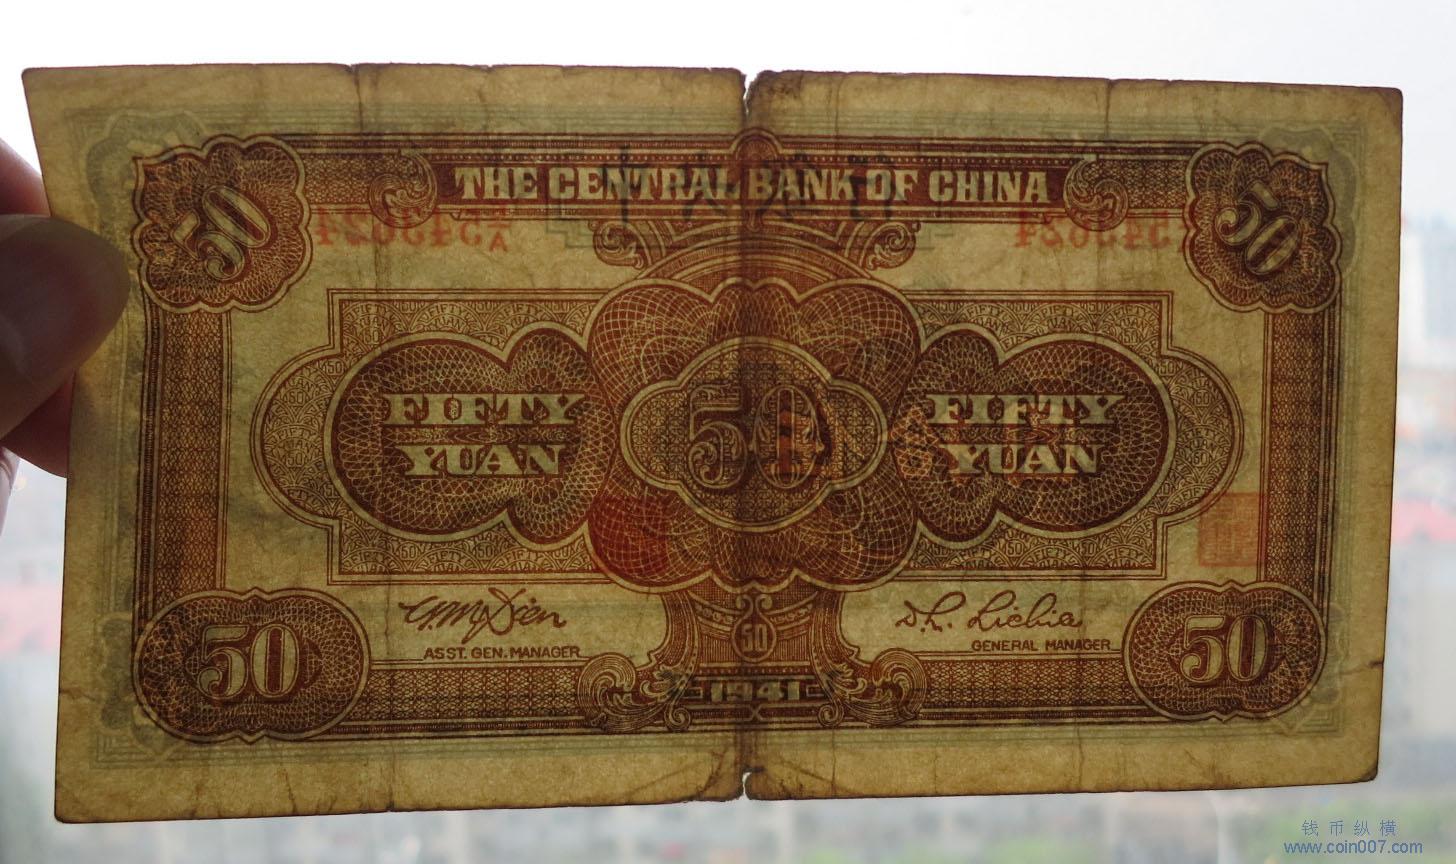 THE CENTRAL BANK OF CHINA
50
50
FIFTY
YUAN
50
FIFTY
YUAN
ASST. GEN. MANAGER
GENERAL MANAGER
50
50
50
1941
钱币纵横
www.coin007.com